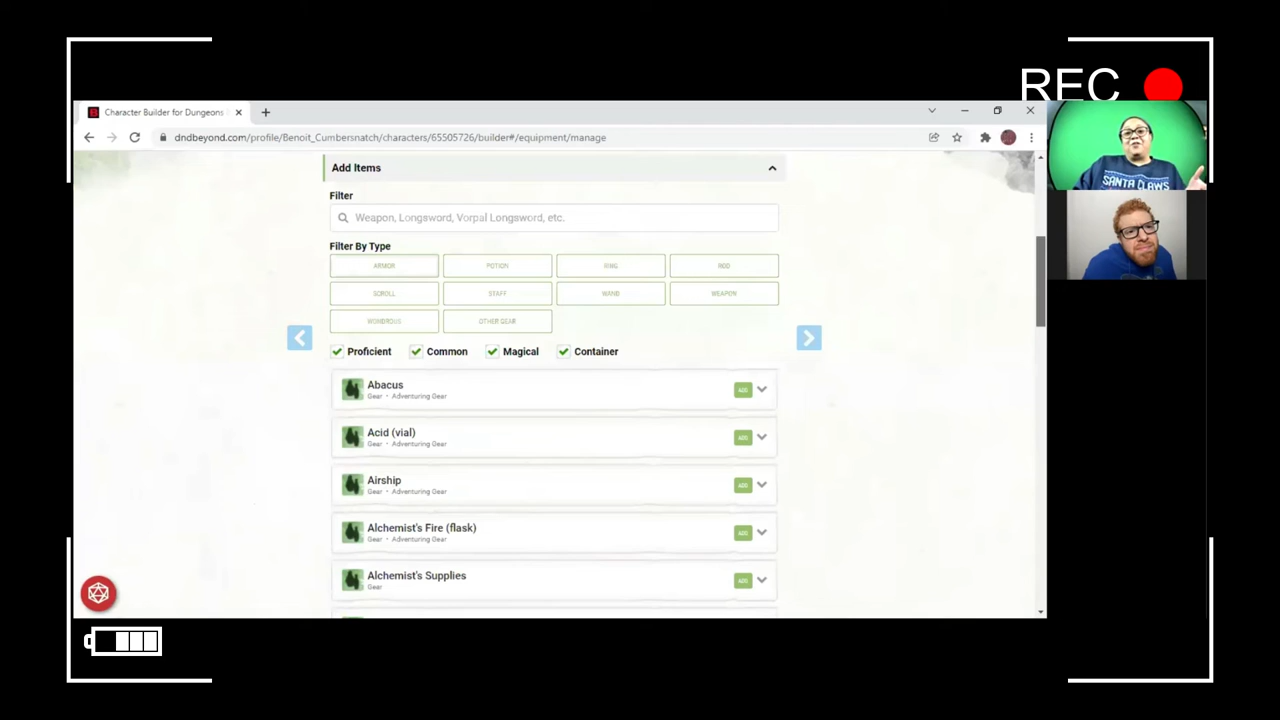 REC
Character Builder for Dungeons
dndbeyond.com/profile/Benoit_Cumbersnatch/characters/65505726/builder#/equipment/manage
SANTA CLAWS
Add Items
Filter
Weapon, Longsword, Vorpal Longsword, etc.
Filter By Type
ARMOR POTION RING ROD
SCROLL STAFF WAND WEAPON
WONDROUS OTHER GEAR
Proficient Common Magical Container
Abacus
Gear • Adventuring Gear
ADD
Acid (vial)
Gear • Adventuring Gear
ADD
Airship
Gear • Adventuring Gear
ADD
Alchemist's Fire (flask)
Gear • Adventuring Gear
ADD
Alchemist's Supplies
Gear
ADD